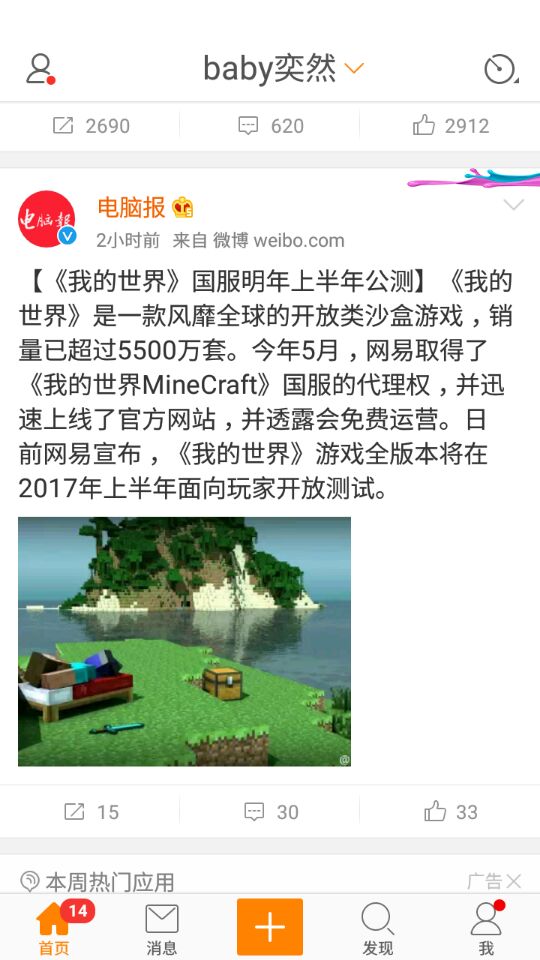 baby奕然
2690 620 2912
电脑报
电脑报
2小时前 来自 微博 weibo.com
【《我的世界》国服明年上半年公测】《我的
世界》是一款风靡全球的开放类沙盒游戏，销
量已超过5500万套。今年5月，网易取得了
《我的世界MineCraft》国服的代理权，并迅
速上线了官方网站，并透露会免费运营。日
前网易宣布，《我的世界》游戏全版本将在
2017年上半年面向玩家开放测试。
@
15 30 33
本周热门应用 广告
14
首页 消息 发现 我